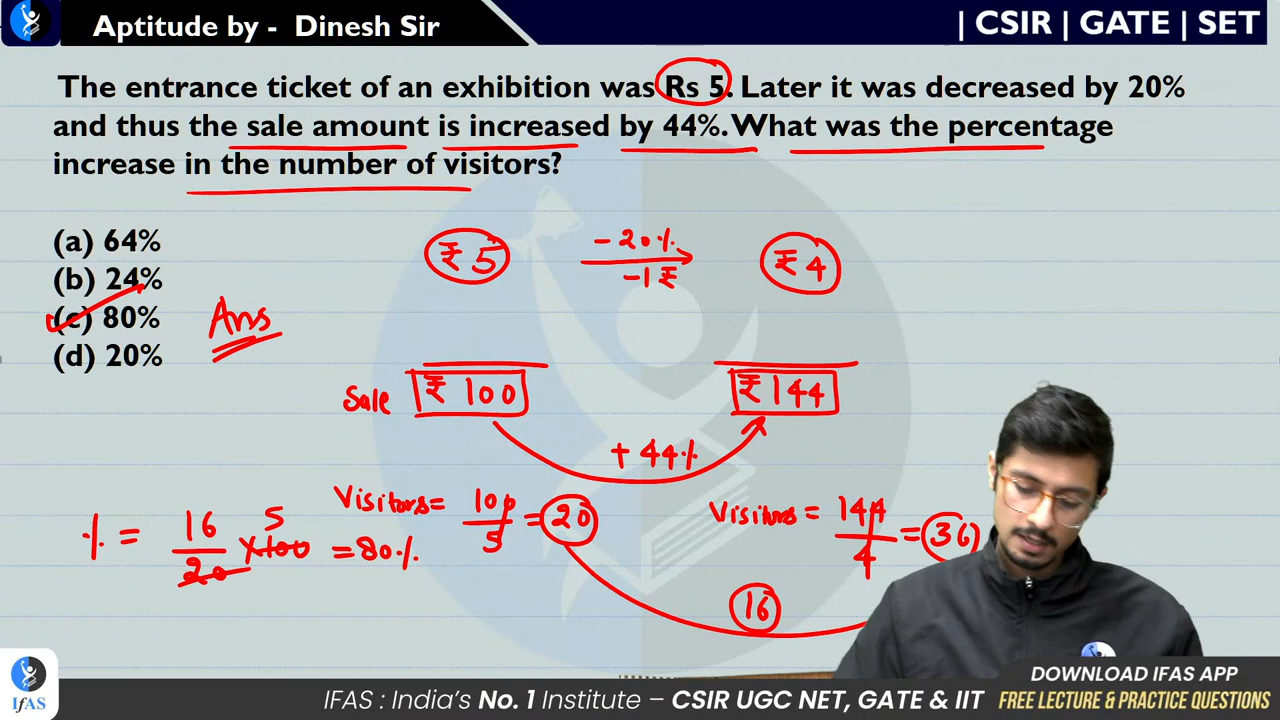 Aptitude by - Dinesh Sir
| CSIR | GATE | SET
The entrance ticket of an exhibition was Rs 5. Later it was decreased by 20%
and thus the sale amount is increased by 44%. What was the percentage
increase in the number of visitors?
(a) 64%
(b) 24%
(c) 80%
(d) 20%
Ans
₹ 5
-20%
-1₹
₹ 4
Sale ₹ 100
₹ 144
+ 44%
Visitors = 100/5 = 20
Visitors = 144/4 = 36
16
% = 16/20 × 100 5 = 80%
IFAS
DOWNLOAD IFAS APP
IFAS : India's No. 1 Institute – CSIR UGC NET, GATE & IIT
FREE LECTURE & PRACTICE QUESTIONS